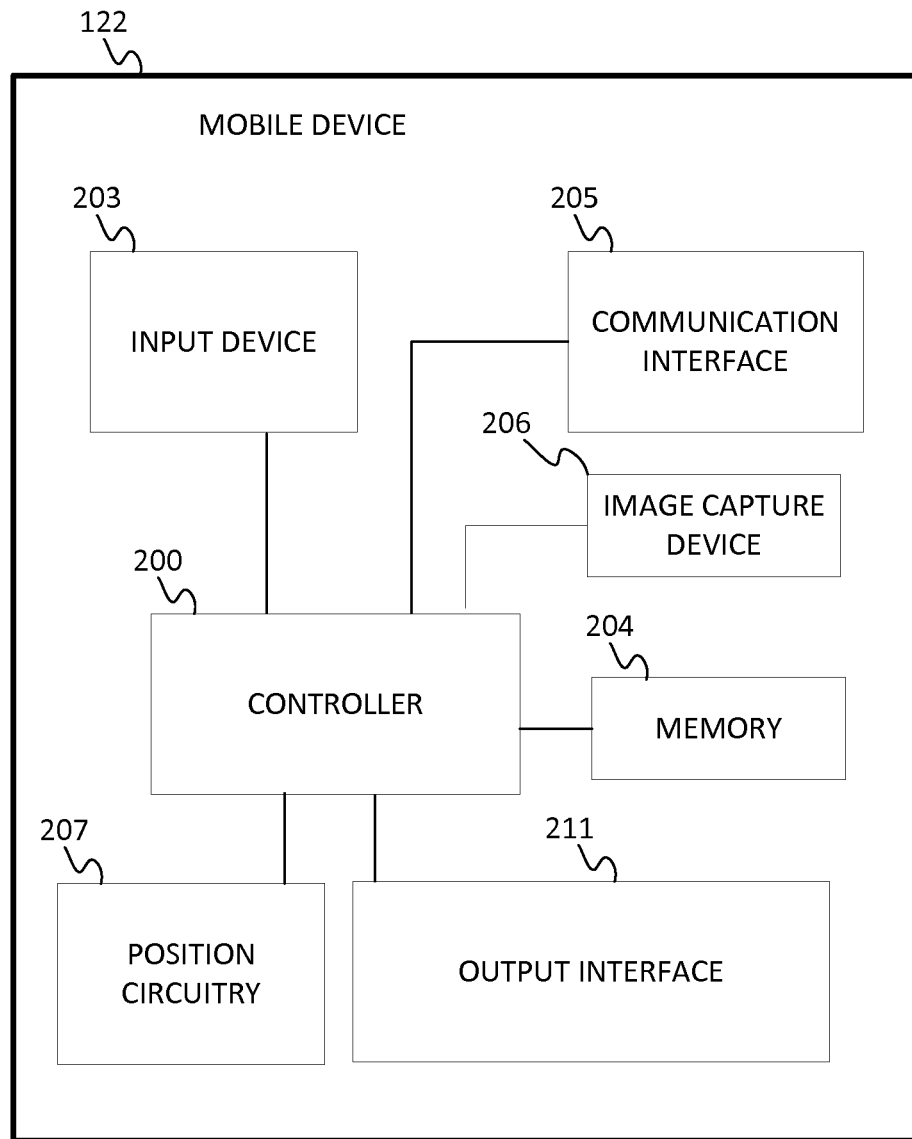 122
MOBILE DEVICE
203
205
INPUT DEVICE
COMMUNICATION
INTERFACE
206
IMAGE CAPTURE
DEVICE
200
204
CONTROLLER
MEMORY
207
211
POSITION
CIRCUITRY
OUTPUT INTERFACE